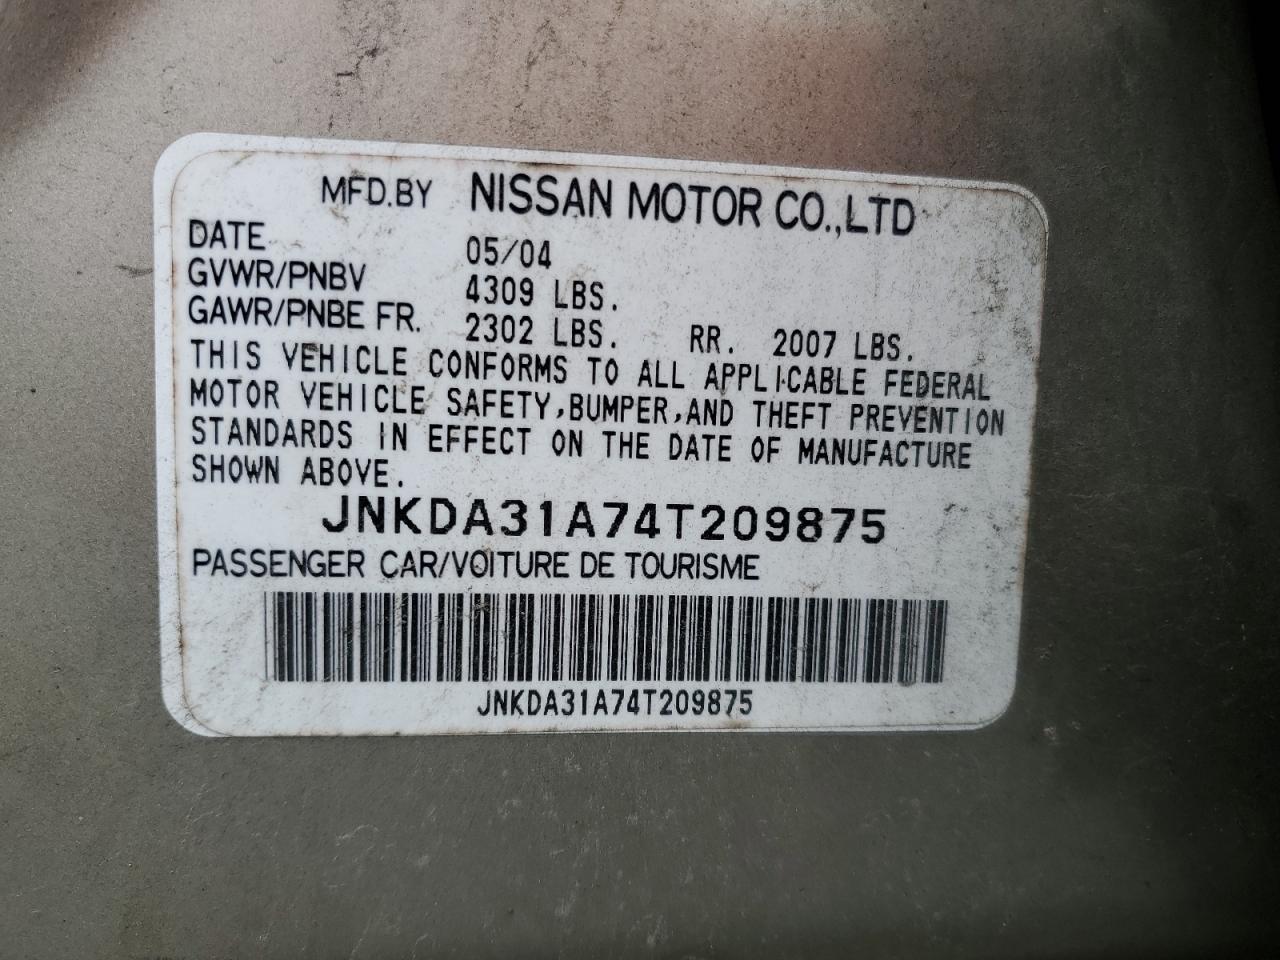 MFD.BY NISSAN MOTOR CO.,LTD
DATE 05/04
GVWR/PNBV 4309 LBS.
GAWR/PNBE FR. 2302 LBS. RR. 2007 LBS.
THIS VEHICLE CONFORMS TO ALL APPLICABLE FEDERAL
MOTOR VEHICLE SAFETY,BUMPER,AND THEFT PREVENTION
STANDARDS IN EFFECT ON THE DATE OF MANUFACTURE
SHOWN ABOVE.
JNKDA31A74T209875
PASSENGER CAR/VOITURE DE TOURISME
JNKDA31A74T209875